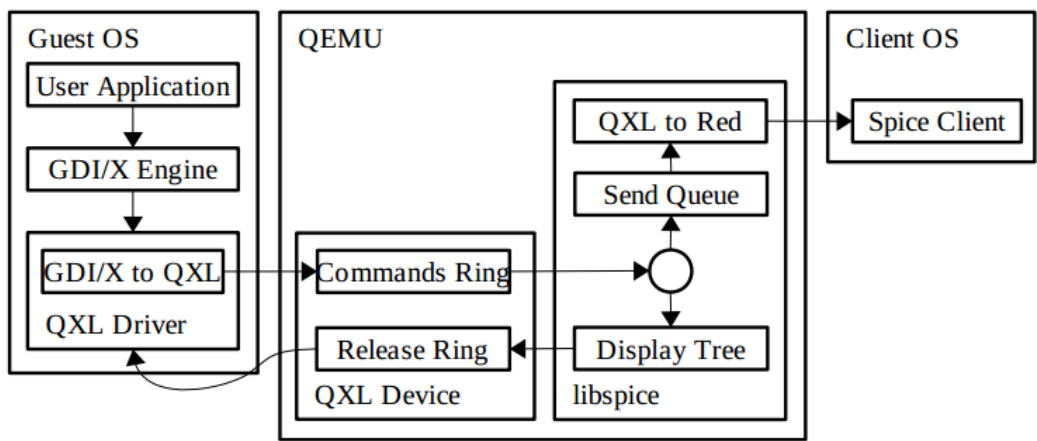 Guest OS
User Application
GDI/X Engine
GDI/X to QXL
QXL Driver
QEMU
Commands Ring
Release Ring
QXL Device
QXL to Red
Send Queue
Display Tree
libspice
Client OS
Spice Client